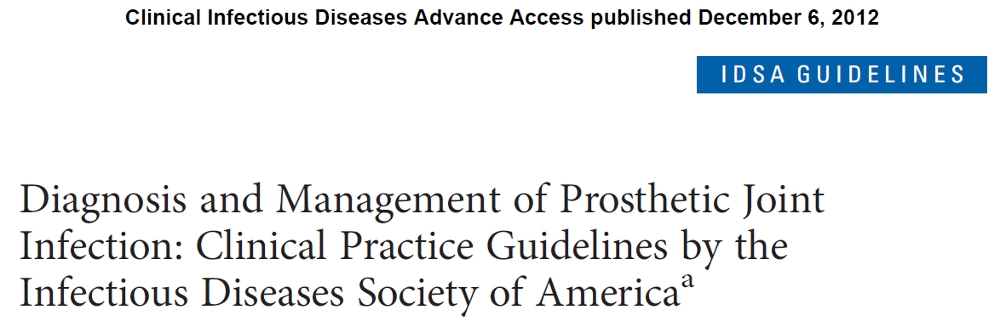 Clinical Infectious Diseases Advance Access published December 6, 2012
IDSA GUIDELINES
Diagnosis and Management of Prosthetic Joint
Infection: Clinical Practice Guidelines by the
Infectious Diseases Society of Americaᵃ